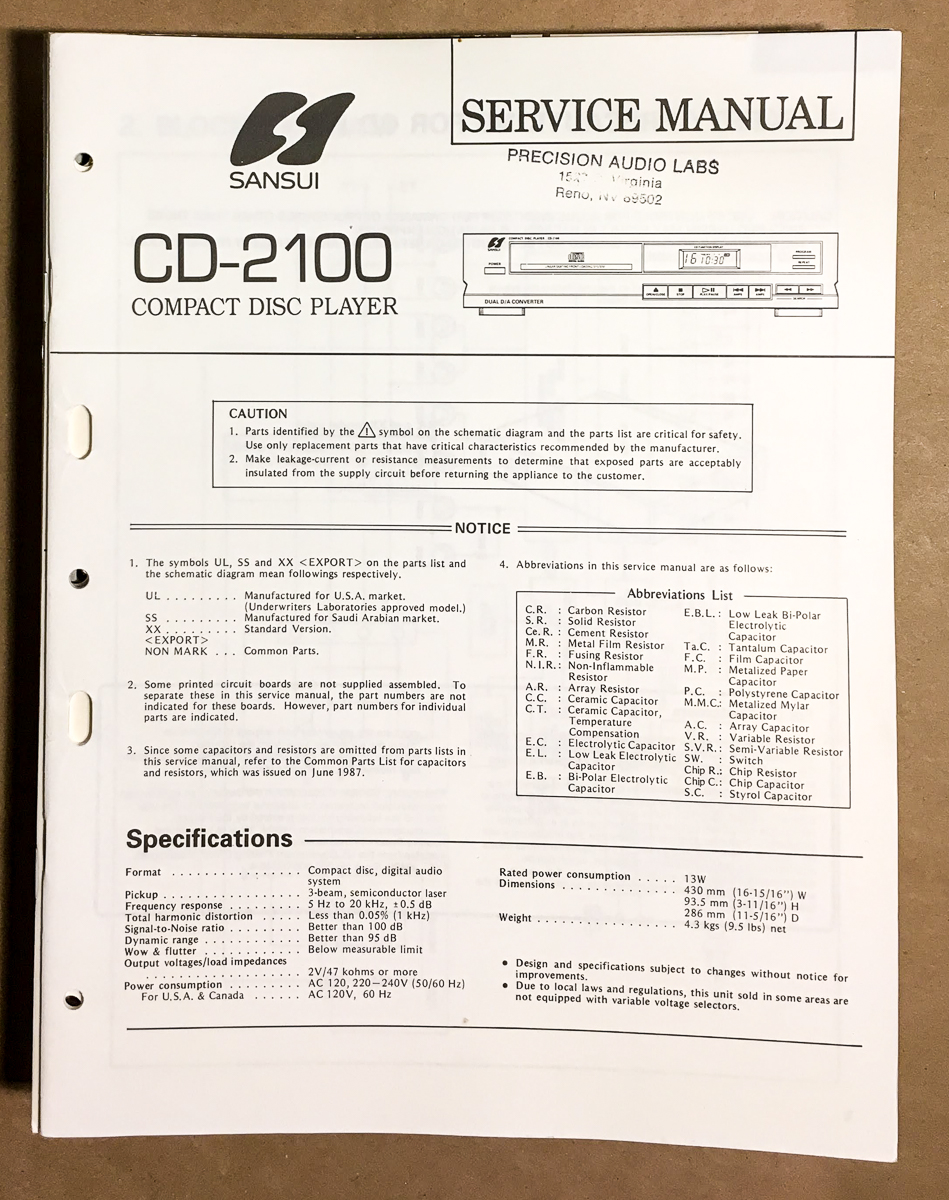 SERVICE MANUAL
SANSUI
PRECISION AUDIO LABS
Reno, NV 89502
CD-2100
COMPACT DISC PLAYER
SANSUI
COMPACT DISC PLAYER CD-2100
POWER
DUAL D/A CONVERTER
OPEN/CLOSE STOP PLAY/PAUSE
PROGRAM
REPEAT
CAUTION
1. Parts identified by the ⚠ symbol on the schematic diagram and the parts list are critical for safety.
Use only replacement parts that have critical characteristics recommended by the manufacturer.
2. Make leakage-current or resistance measurements to determine that exposed parts are acceptably
insulated from the supply circuit before returning the appliance to the customer.
NOTICE
1. The symbols UL, SS and XX <EXPORT> on the parts list and
the schematic diagram mean followings respectively.
UL ......... Manufactured for U.S.A. market.
(Underwriters Laboratories approved model.)
SS ......... Manufactured for Saudi Arabian market.
XX ......... Standard Version.
<EXPORT>
NON MARK ... Common Parts.
2. Some printed circuit boards are not supplied assembled. To
separate these in this service manual, the part numbers are not
indicated for these boards. However, part numbers for individual
parts are indicated.
3. Since some capacitors and resistors are omitted from parts lists in
this service manual, refer to the Common Parts List for capacitors
and resistors, which was issued on June 1987.
4. Abbreviations in this service manual are as follows:
Abbreviations List
C.R. : Carbon Resistor
S.R. : Solid Resistor
Ce.R. : Cement Resistor
M.R. : Metal Film Resistor
F.R. : Fusing Resistor
N.I.R.: Non-Inflammable
Resistor
A.R. : Array Resistor
C.C. : Ceramic Capacitor
C.T. : Ceramic Capacitor,
Temperature
Compensation
E.C. : Electrolytic Capacitor
E.L. : Low Leak Electrolytic
Capacitor
E.B. : Bi-Polar Electrolytic
Capacitor
E.B.L.: Low Leak Bi-Polar
Electrolytic
Capacitor
Ta.C. : Tantalum Capacitor
F.C. : Film Capacitor
M.P. : Metalized Paper
Capacitor
P.C. : Polystyrene Capacitor
M.M.C.: Metalized Mylar
Capacitor
A.C. : Array Capacitor
V.R. : Variable Resistor
S.V.R.: Semi-Variable Resistor
SW. : Switch
Chip R.: Chip Resistor
Chip C.: Chip Capacitor
S.C. : Styrol Capacitor
Specifications
Format ................ Compact disc, digital audio
system
Pickup ................. 3-beam, semiconductor laser
Frequency response ......... 5 Hz to 20 kHz, ±0.5 dB
Total harmonic distortion ..... Less than 0.05% (1 kHz)
Signal-to-Noise ratio ......... Better than 100 dB
Dynamic range ............ Better than 95 dB
Wow & flutter ............ Below measurable limit
Output voltages/load impedances
................... 2V/47 kohms or more
Power consumption ......... AC 120, 220–240V (50/60 Hz)
For U.S.A. & Canada ...... AC 120V, 60 Hz
Rated power consumption ..... 13W
Dimensions .............. 430 mm (16-15/16") W
93.5 mm (3-11/16") H
286 mm (11-5/16") D
Weight ................. 4.3 kgs (9.5 lbs) net
● Design and specifications subject to changes without notice for
improvements.
● Due to local laws and regulations, this unit sold in some areas are
not equipped with variable voltage selectors.